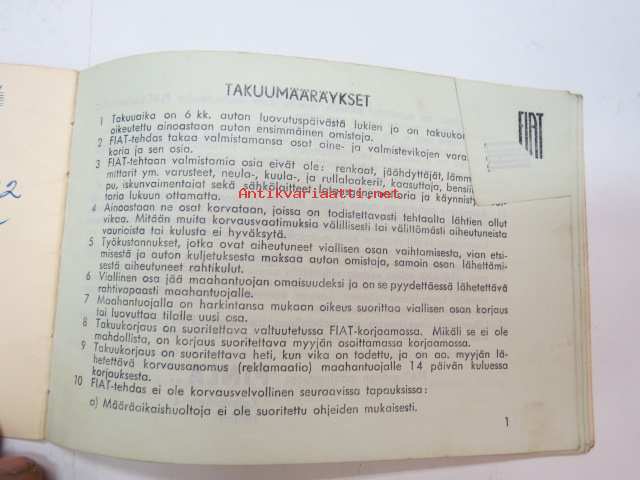 TAKUUMÄÄRÄYKSET
FIAT
1 Takuuaika on 6 kk. auton luovutuspäivästä lukien ja on takuukor
oikeutettu ainoastaan auton ensimmäinen omistaja.
2 FIAT-tehdas takaa valmistamansa osat aine- ja valmistevikojen vara
koria ja sen osia.
3 FIAT-tehtaan valmistamia osia eivät ole: renkaat, jäähdyttäjät, lämm
mittarit ym. varusteet, neula-, kuula-, ja rullalaakerit, kaasuttaja, bensiin
pu, iskunvaimentajat sekä sähkölaitteet
toria lukuun ottamatta.
Antikvariaatti.net
4 Ainoastaan ne osat korvataan, joissa on todistettavasti tehtaalta lähtien ollut
vikaa. Mitään muita korvausvaatimuksia välillisesti tai välittömästi aiheutuneista
vaurioista tai kulusta ei hyväksytä.
5 Työkustannukset, jotka ovat aiheutuneet viallisen osan vaihtamisesta, vian etsi-
misestä ja auton kuljetuksesta maksaa auton omistaja, samoin osan lähettämi-
sestä aiheutuneet rahtikulut.
6 Viallinen osa jää maahantuojan omaisuudeksi ja on se pyydettäessä lähetettävä
rahtivapaasti maahantuojalle.
7 Maahantuojalla on harkintansa mukaan oikeus suorittaa viallisen osan korjaus
tai luovuttaa tilalle uusi osa.
8 Takuukorjaus on suoritettava valtuutetussa FIAT-korjaamossa. Mikäli se ei ole
mahdollista, on korjaus suoritettava myyjän osoittamassa korjaamossa.
9 Takuukorjaus on suoritettava heti, kun vika on todettu, ja on ao. myyjän lä-
hetettävä korvausanomus (reklamaatio) maahantuojalle 14 päivän kuluessa
korjauksesta.
10 FIAT-tehdas ei ole korvausvelvollinen seuraavissa tapauksissa:
a) Määräaikaishuoltoja ei ole suoritettu ohjeiden mukaisesti.
1